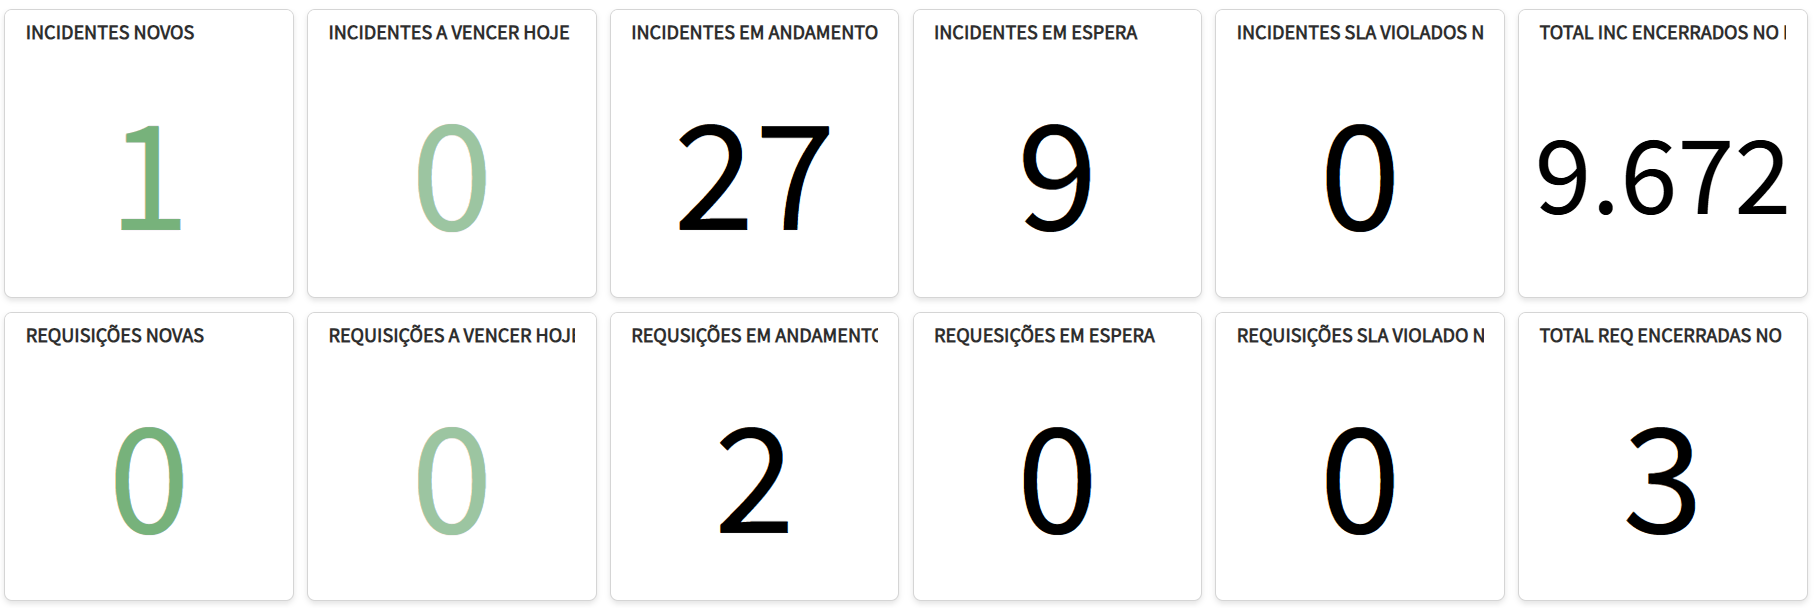 INCIDENTES NOVOS
1
INCIDENTES A VENCER HOJE
0
INCIDENTES EM ANDAMENTO
27
INCIDENTES EM ESPERA
9
INCIDENTES SLA VIOLADOS N
0
TOTAL INC ENCERRADOS NO
9.672
REQUISIÇÕES NOVAS
0
REQUISIÇÕES A VENCER HOJE
0
REQUSIÇÕES EM ANDAMENTO
2
REQUESIÇÕES EM ESPERA
0
REQUISIÇÕES SLA VIOLADO N
0
TOTAL REQ ENCERRADAS NO
3